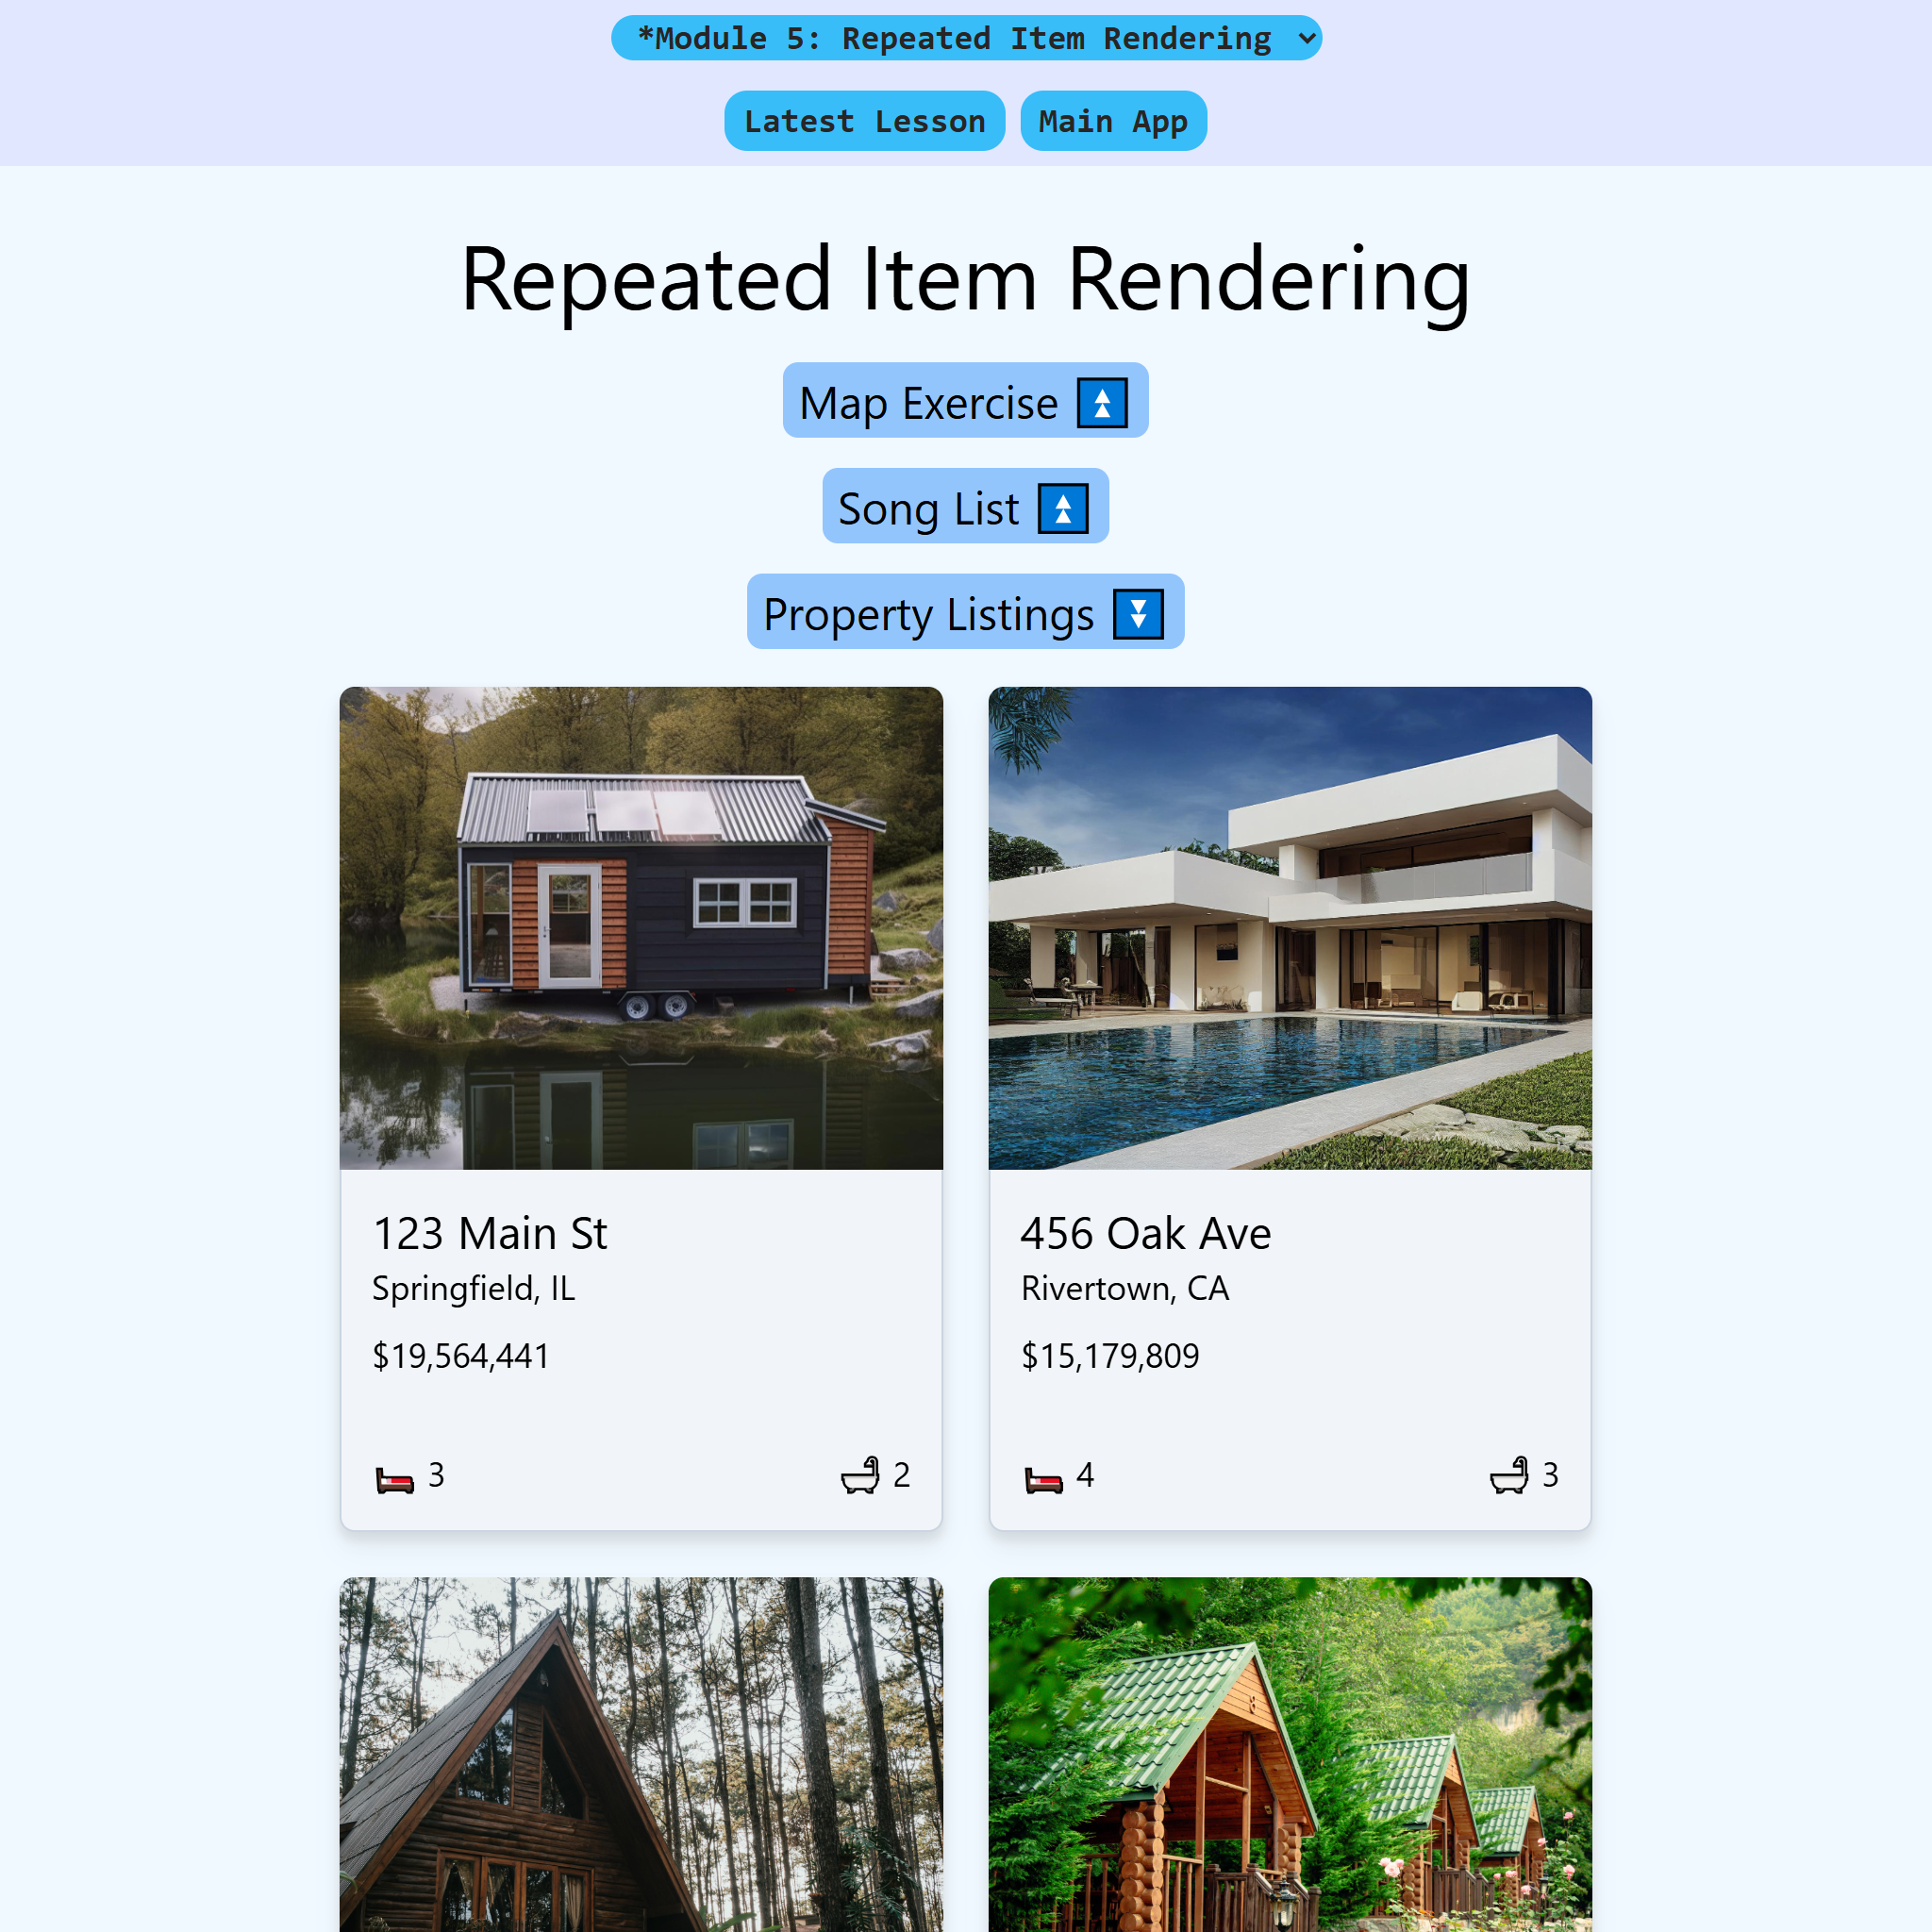 *Module 5: Repeated Item Rendering
Latest Lesson
Main App
Repeated Item Rendering
Map Exercise
Song List
Property Listings
123 Main St
Springfield, IL
$19,564,441
3
2
456 Oak Ave
Rivertown, CA
$15,179,809
4
3